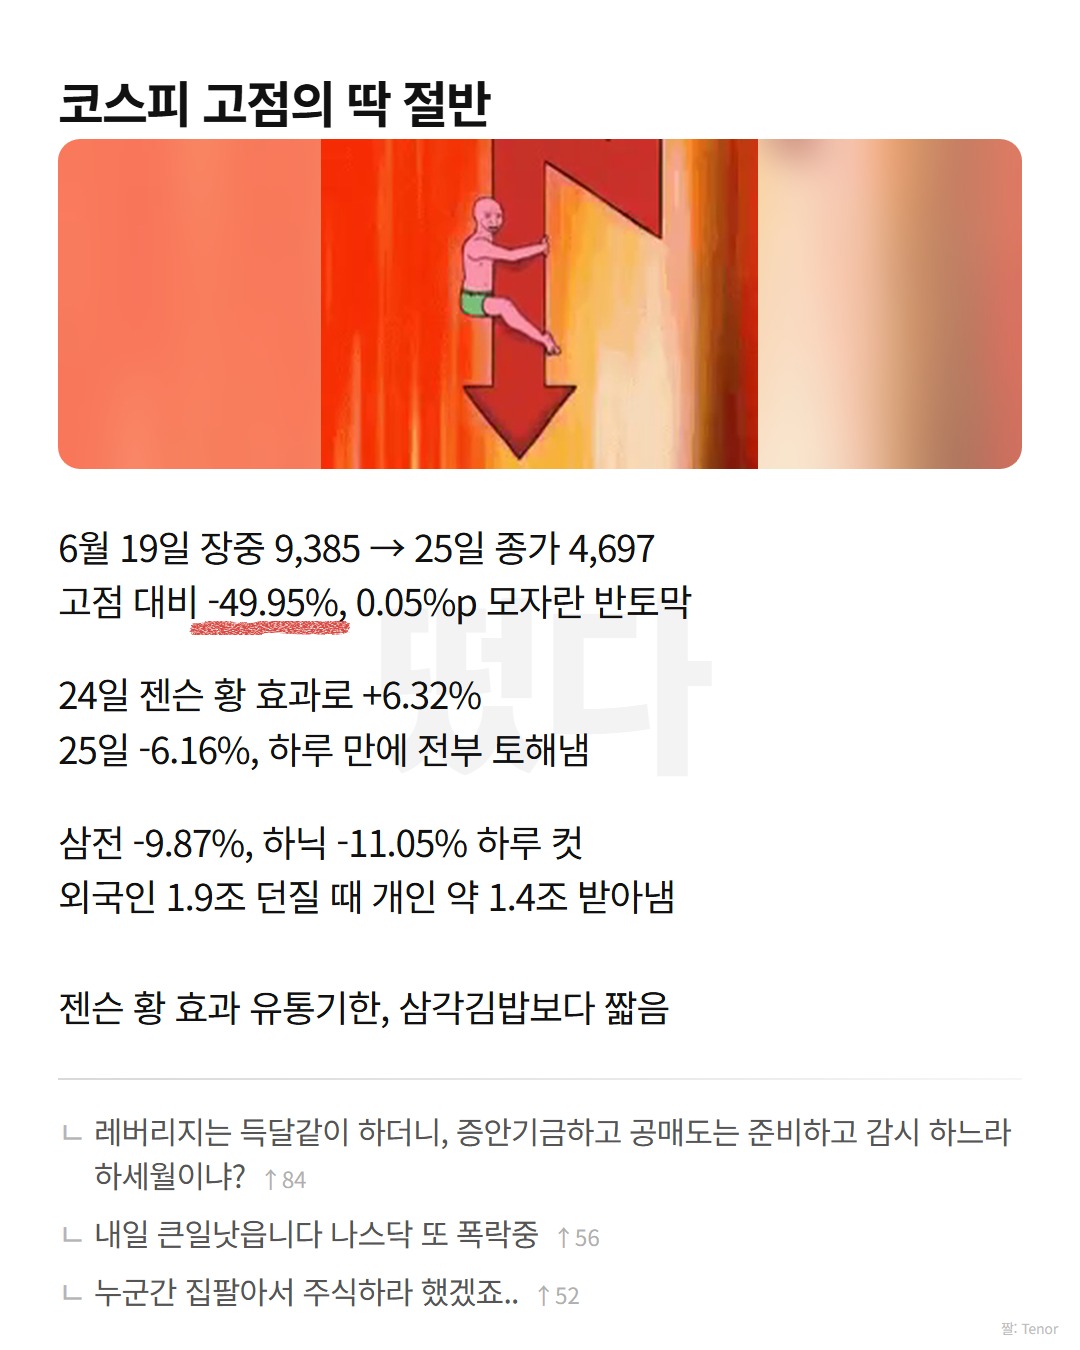 코스피 고점의 딱 절반
6월 19일 장중 9,385 → 25일 종가 4,697
고점 대비 -49.95%, 0.05%p 모자란 반토막
떴다
24일 젠슨 황 효과로 +6.32%
25일 -6.16%, 하루 만에 전부 토해냄
삼전 -9.87%, 하닉 -11.05% 하루 컷
외국인 1.9조 던질 때 개인 약 1.4조 받아냄
젠슨 황 효과 유통기한, 삼각김밥보다 짧음
ㄴ 레버리지는 득달같이 하더니, 증안기금하고 공매도는 준비하고 감시 하느라
하세월이냐? ↑84
ㄴ 내일 큰일낫읍니다 나스닥 또 폭락중 ↑56
ㄴ 누군간 집팔아서 주식하라 했겠죠.. ↑52
짤: Tenor